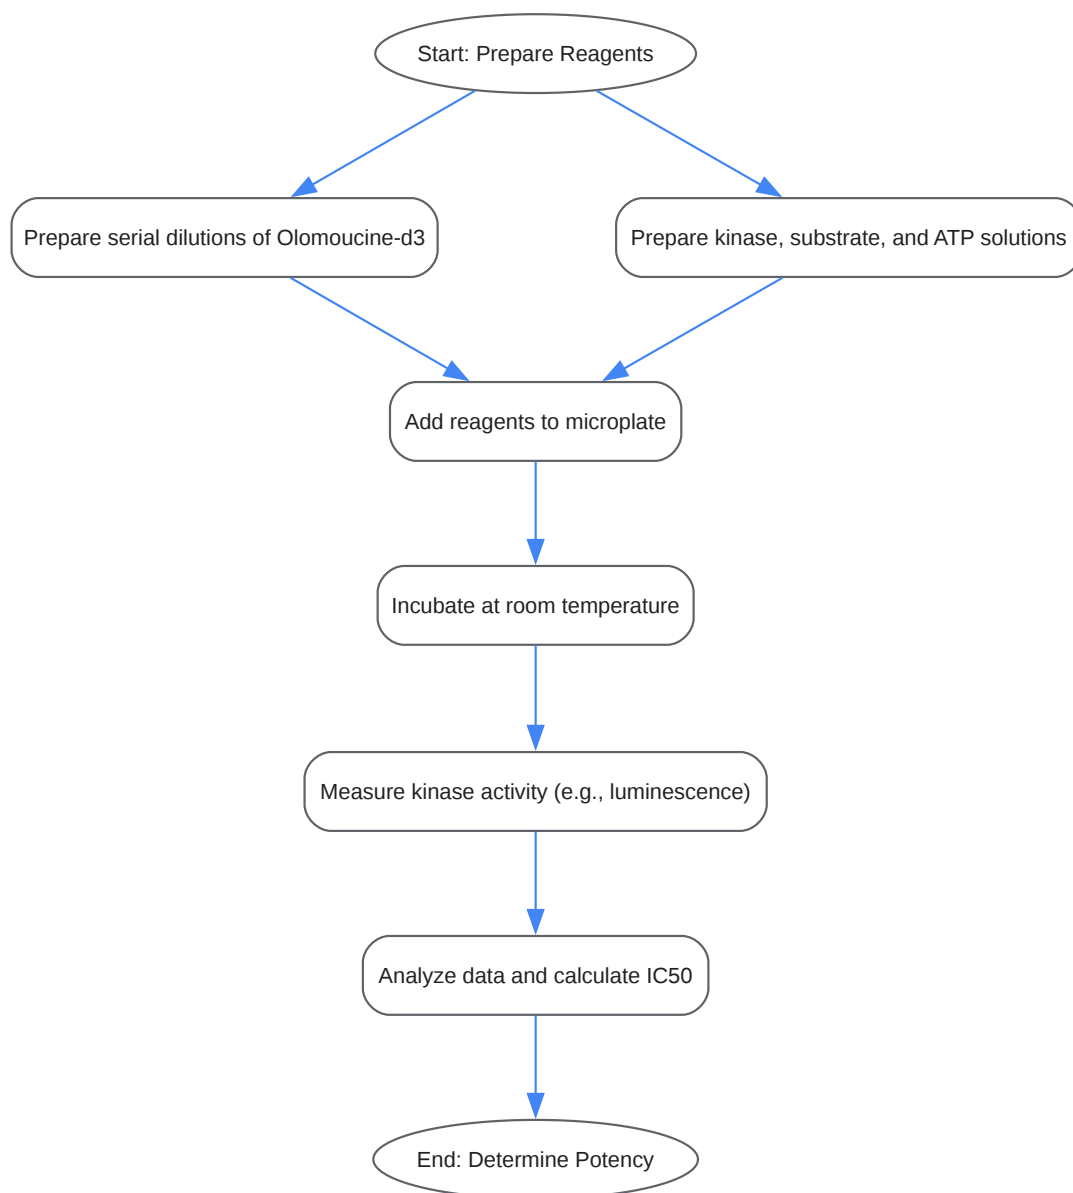 Start: Prepare Reagents
Prepare serial dilutions of Olomoucine-d3
Prepare kinase, substrate, and ATP solutions
Add reagents to microplate
Incubate at room temperature
Measure kinase activity (e.g., luminescence)
Analyze data and calculate IC50
End: Determine Potency